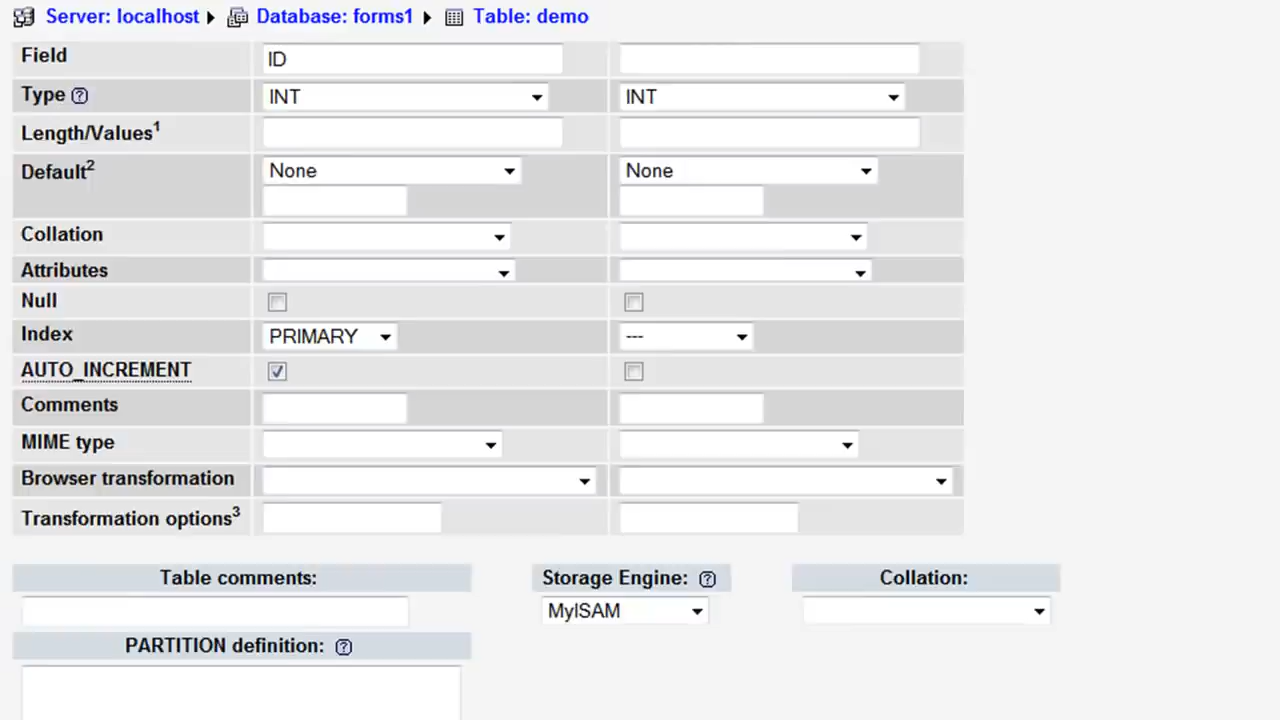 Server: localhost ▸ Database: forms1 ▸ Table: demo
Field ID
Type INT INT
Length/Values1
Default2 None None
Collation
Attributes
Null
Index PRIMARY ---
AUTO_INCREMENT
Comments
MIME type
Browser transformation
Transformation options3
Table comments: Storage Engine: Collation:
MyISAM
PARTITION definition: